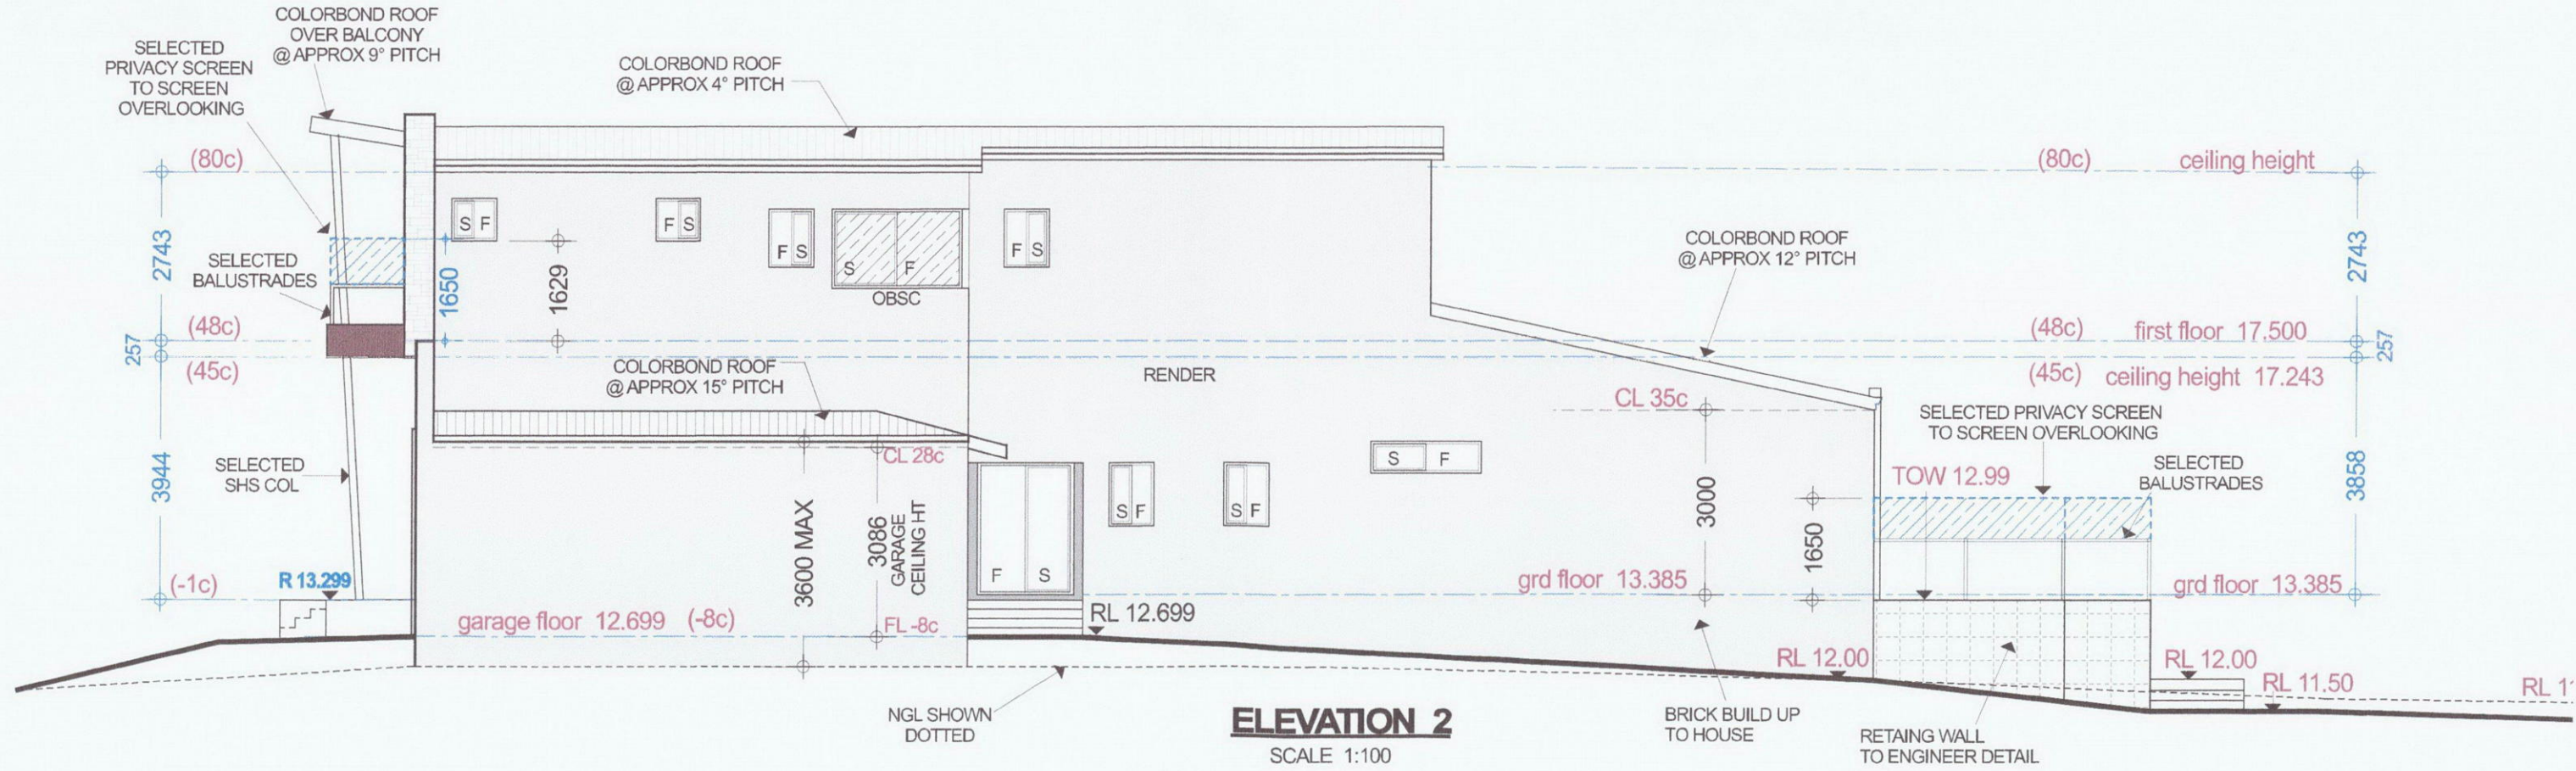 COLORBOND ROOF
OVER BALCONY
@ APPROX 9° PITCH
SELECTED
PRIVACY SCREEN
TO SCREEN
OVERLOOKING
COLORBOND ROOF
@ APPROX 4° PITCH
(80c)
(80c) ceiling height
2743
SELECTED
BALUSTRADES
1650
1629
S F
F S
F S
S F
OBSC
F S
COLORBOND ROOF
@ APPROX 12° PITCH
2743
(48c)
(48c) first floor 17.500
257
257
(45c)
(45c) ceiling height 17.243
COLORBOND ROOF
@ APPROX 15° PITCH
RENDER
CL 35c
SELECTED PRIVACY SCREEN
TO SCREEN OVERLOOKING
3944
SELECTED
SHS COL
CL 28c
3600 MAX
3086
GARAGE
CEILING HT
S F
S F
S F
3000
1650
TOW 12.99
SELECTED
BALUSTRADES
3858
(-1c)
R 13.299
F S
grd floor 13.385
grd floor 13.385
garage floor 12.699 (-8c)
FL -8c
RL 12.699
RL 12.00
RL 12.00
RL 11.50
RL 1
NGL SHOWN
DOTTED
ELEVATION 2
SCALE 1:100
BRICK BUILD UP
TO HOUSE
RETAING WALL
TO ENGINEER DETAIL